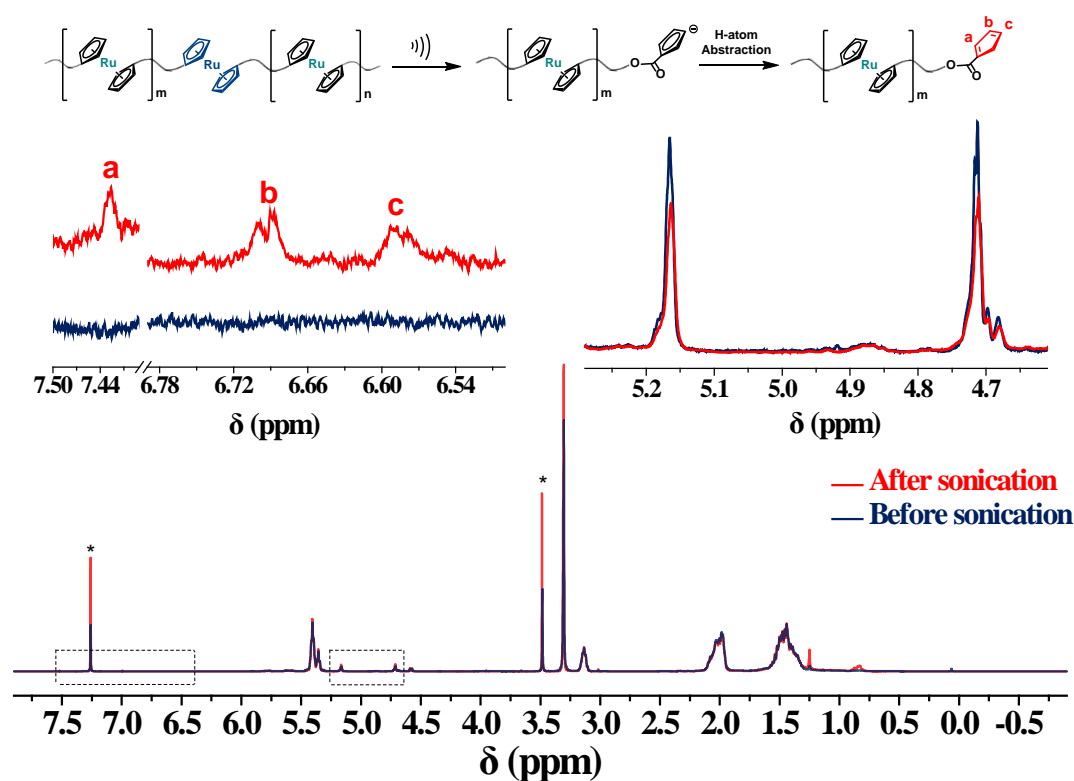 Ru
m
Ru
Ru
n
Ru
m
O
O
⊖
H-atom
Abstraction
Ru
m
O
O
a
b
c
a
b
c
7.50
7.44
6.78
6.72
6.66
6.60
6.54
δ (ppm)
5.2
5.1
5.0
4.9
4.8
4.7
δ (ppm)
After sonication
Before sonication
*
*
7.5
7.0
6.5
6.0
5.5
5.0
4.5
4.0
3.5
3.0
2.5
2.0
1.5
1.0
0.5
0.0
-0.5
δ (ppm)